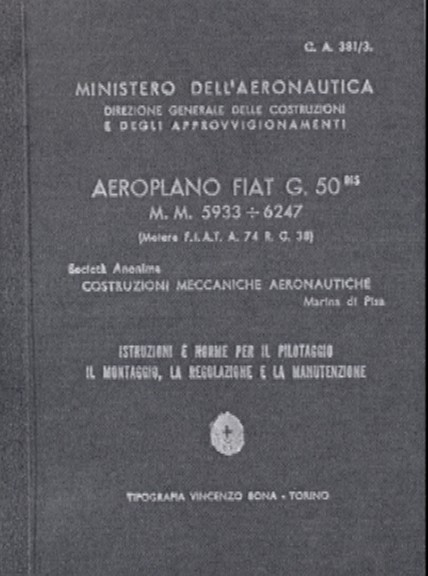 C. A. 381/3.
MINISTERO DELL'AERONAUTICA
DIREZIONE GENERALE DELLE COSTRUZIONI
E DEGLI APPROVVIGIONAMENTI
AEROPLANO FIAT G. 50 BIS
M. M. 5933 ÷ 6247
(Motore F.I.A.T. A. 74 R. C. 38)
Società Anonima
COSTRUZIONI MECCANICHE AERONAUTICHE
Marina di Pisa
ISTRUZIONI E NORME PER IL PILOTAGGIO
IL MONTAGGIO, LA REGOLAZIONE E LA MANUTENZIONE
TIPOGRAFIA VINCENZO BONA - TORINO